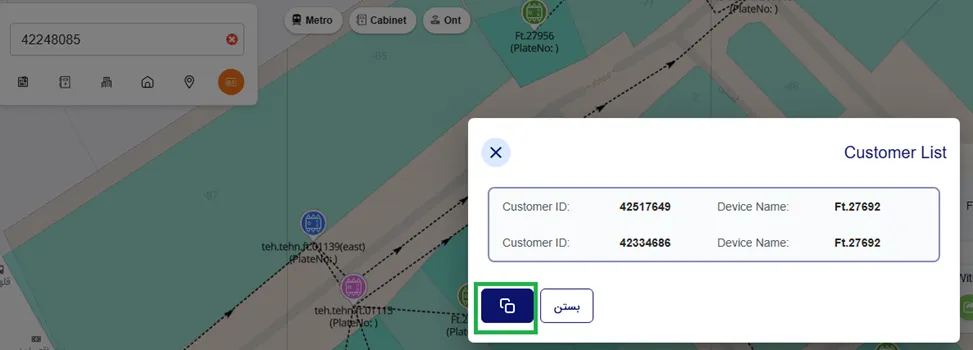 42248085
Metro
Cabinet
Ont
Ft.27956
(PlateNo: )
(PlateNo: )
teh.tehn.ft.01139(east)
(PlateNo: )
teh.tehn.ft.01113
(PlateNo: )
Customer List
Customer ID: 42517649 Device Name: Ft.27692
Customer ID: 42334686 Device Name: Ft.27692
بستن